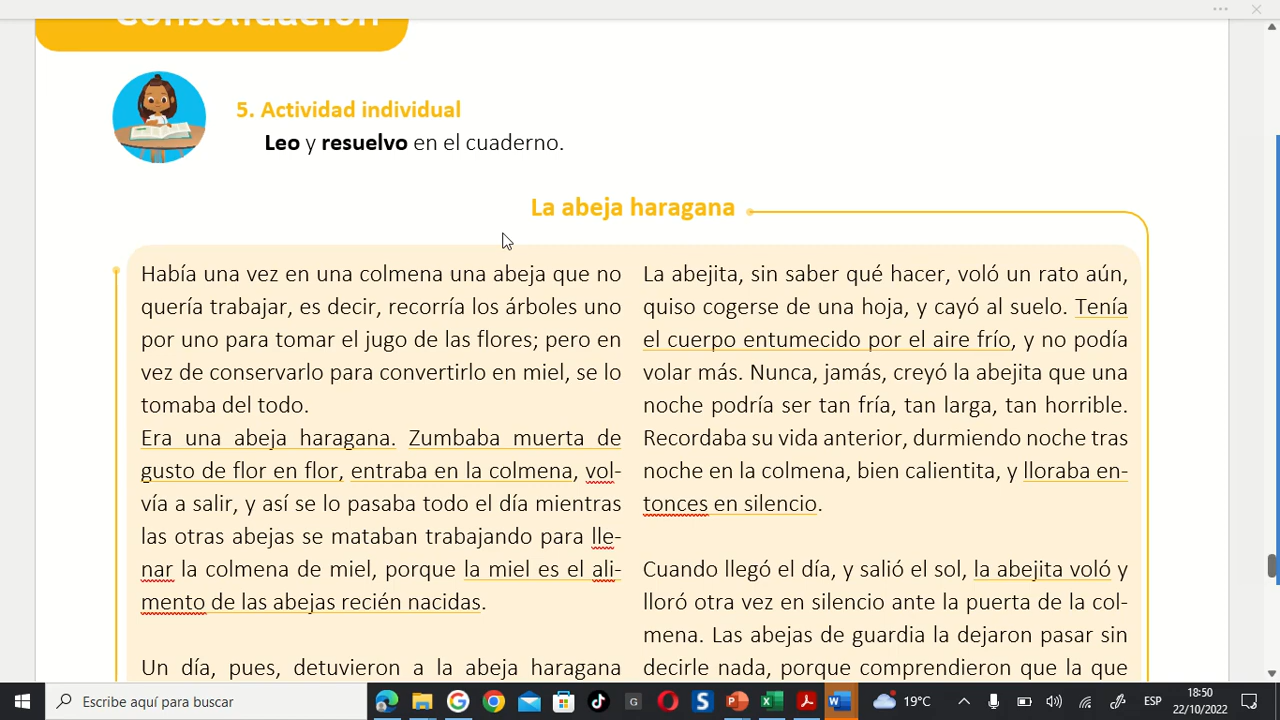 Consolidación
5. Actividad individual
Leo y resuelvo en el cuaderno.
La abeja haragana
Había una vez en una colmena una abeja que no
quería trabajar, es decir, recorría los árboles uno
por uno para tomar el jugo de las flores; pero en
vez de conservarlo para convertirlo en miel, se lo
tomaba del todo.
Era una abeja haragana. Zumbaba muerta de
gusto de flor en flor, entraba en la colmena, vol-
vía a salir, y así se lo pasaba todo el día mientras
las otras abejas se mataban trabajando para lle-
nar la colmena de miel, porque la miel es el ali-
mento de las abejas recién nacidas.
Un día, pues, detuvieron a la abeja haragana
La abejita, sin saber qué hacer, voló un rato aún,
quiso cogerse de una hoja, y cayó al suelo. Tenía
el cuerpo entumecido por el aire frío, y no podía
volar más. Nunca, jamás, creyó la abejita que una
noche podría ser tan fría, tan larga, tan horrible.
Recordaba su vida anterior, durmiendo noche tras
noche en la colmena, bien calientita, y lloraba en-
tonces en silencio.
Cuando llegó el día, y salió el sol, la abejita voló y
lloró otra vez en silencio ante la puerta de la col-
mena. Las abejas de guardia la dejaron pasar sin
decirle nada, porque comprendieron que la que
Escribe aquí para buscar
19°C
ESP
18:50
22/10/2022